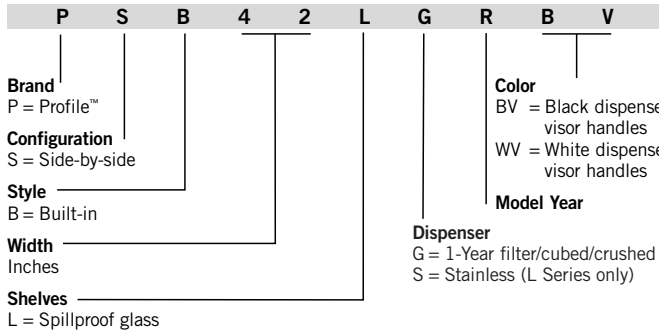 P S B 4 2 L G R B V
Brand
P = Profile™
Configuration
S = Side-by-side
Style
B = Built-in
Width
Inches
Shelves
L = Spillproof glass
Color
BV = Black dispense
visor handles
WV = White dispense
visor handles
Model Year
Dispenser
G = 1-Year filter/cubed/crushed
S = Stainless (L Series only)